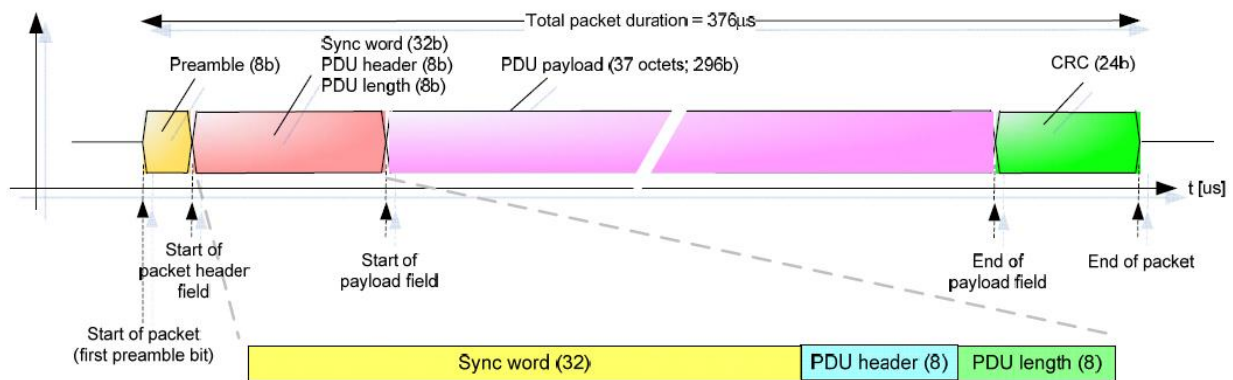 Total packet duration = 376µs
Sync word (32b)
PDU header (8b)
PDU length (8b)
Preamble (8b)
PDU payload (37 octets; 296b)
CRC (24b)
t [us]
Start of
packet header
field
Start of
payload field
End of
payload field
End of packet
Start of packet
(first preamble bit)
Sync word (32)
PDU header (8)
PDU length (8)